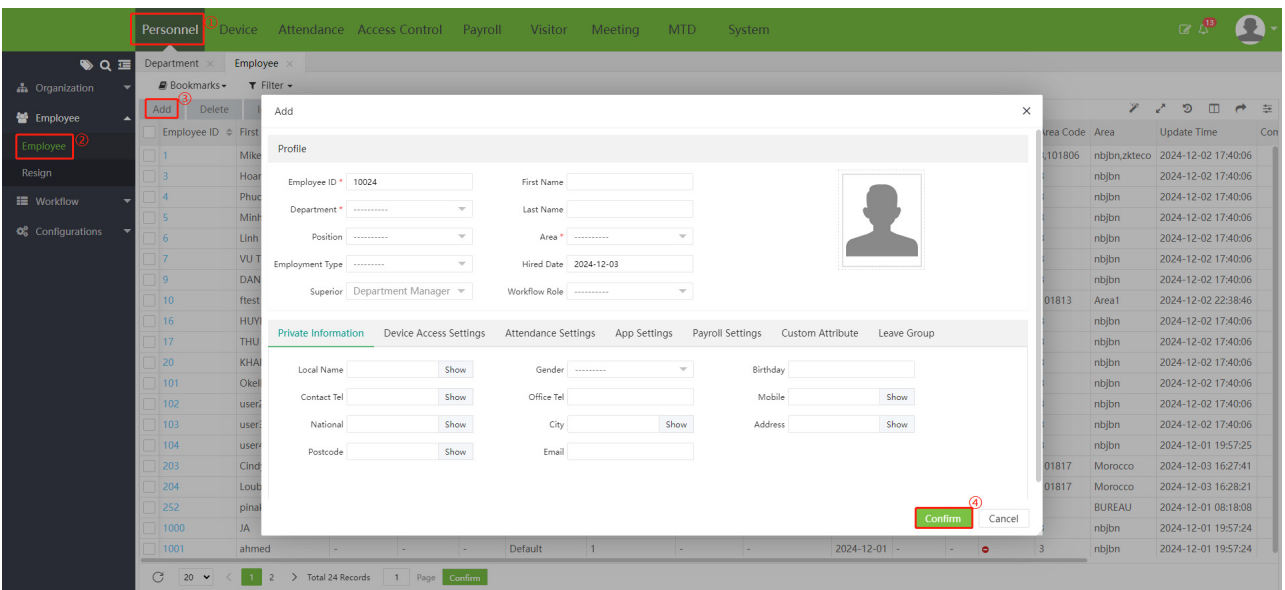 Personnel ① Device Attendance Access Control Payroll Visitor Meeting MTD System 13
Department × Employee ×
Organization
Bookmarks Filter
Employee
Add ③ Delete
Employee ②
Resign
Workflow
Configurations
Employee ID First Area Code Area Update Time
1 Mike 101806 nbjbn,zkteco 2024-12-02 17:40:06
3 Hoan nbjbn 2024-12-02 17:40:06
4 Phuc nbjbn 2024-12-02 17:40:06
5 Minh nbjbn 2024-12-02 17:40:06
6 Linh nbjbn 2024-12-02 17:40:06
7 VU T nbjbn 2024-12-02 17:40:06
9 DAN nbjbn 2024-12-02 17:40:06
10 ftest 01813 Area1 2024-12-02 22:38:46
16 HUY nbjbn 2024-12-02 17:40:06
17 THU nbjbn 2024-12-02 17:40:06
20 KHA nbjbn 2024-12-02 17:40:06
101 Okell nbjbn 2024-12-02 17:40:06
102 user nbjbn 2024-12-02 17:40:06
103 user nbjbn 2024-12-02 17:40:06
104 user nbjbn 2024-12-01 19:57:25
203 Cind 01817 Morocco 2024-12-03 16:27:41
204 Loub 01817 Morocco 2024-12-03 16:28:21
252 pina BUREAU 2024-12-01 08:18:08
1000 JA nbjbn 2024-12-01 19:57:24
1001 ahmed - - - Default 1 - - 2024-12-01 - - 3 nbjbn 2024-12-01 19:57:24
20 < 1 2 > Total 24 Records 1 Page Confirm
Add ×
Profile
Employee ID * 10024 First Name
Department * ---------- Last Name
Position ---------- Area * ----------
Employment Type --------- Hired Date 2024-12-03
Superior Department Manager Workflow Role ----------
Private Information Device Access Settings Attendance Settings App Settings Payroll Settings Custom Attribute Leave Group
Local Name Show Gender --------- Birthday
Contact Tel Show Office Tel Mobile Show
National Show City Show Address Show
Postcode Show Email
④
Confirm Cancel